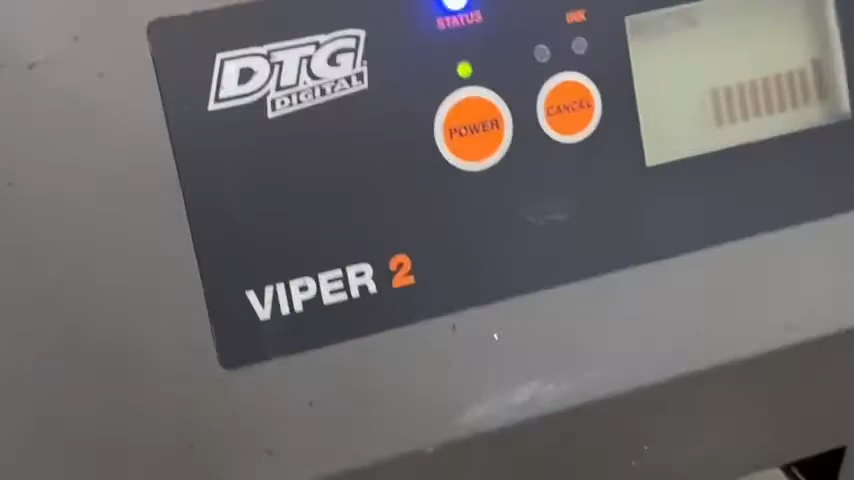 STATUS
INK
DTG
DIGITAL
POWER
CANCEL
VIPER 2